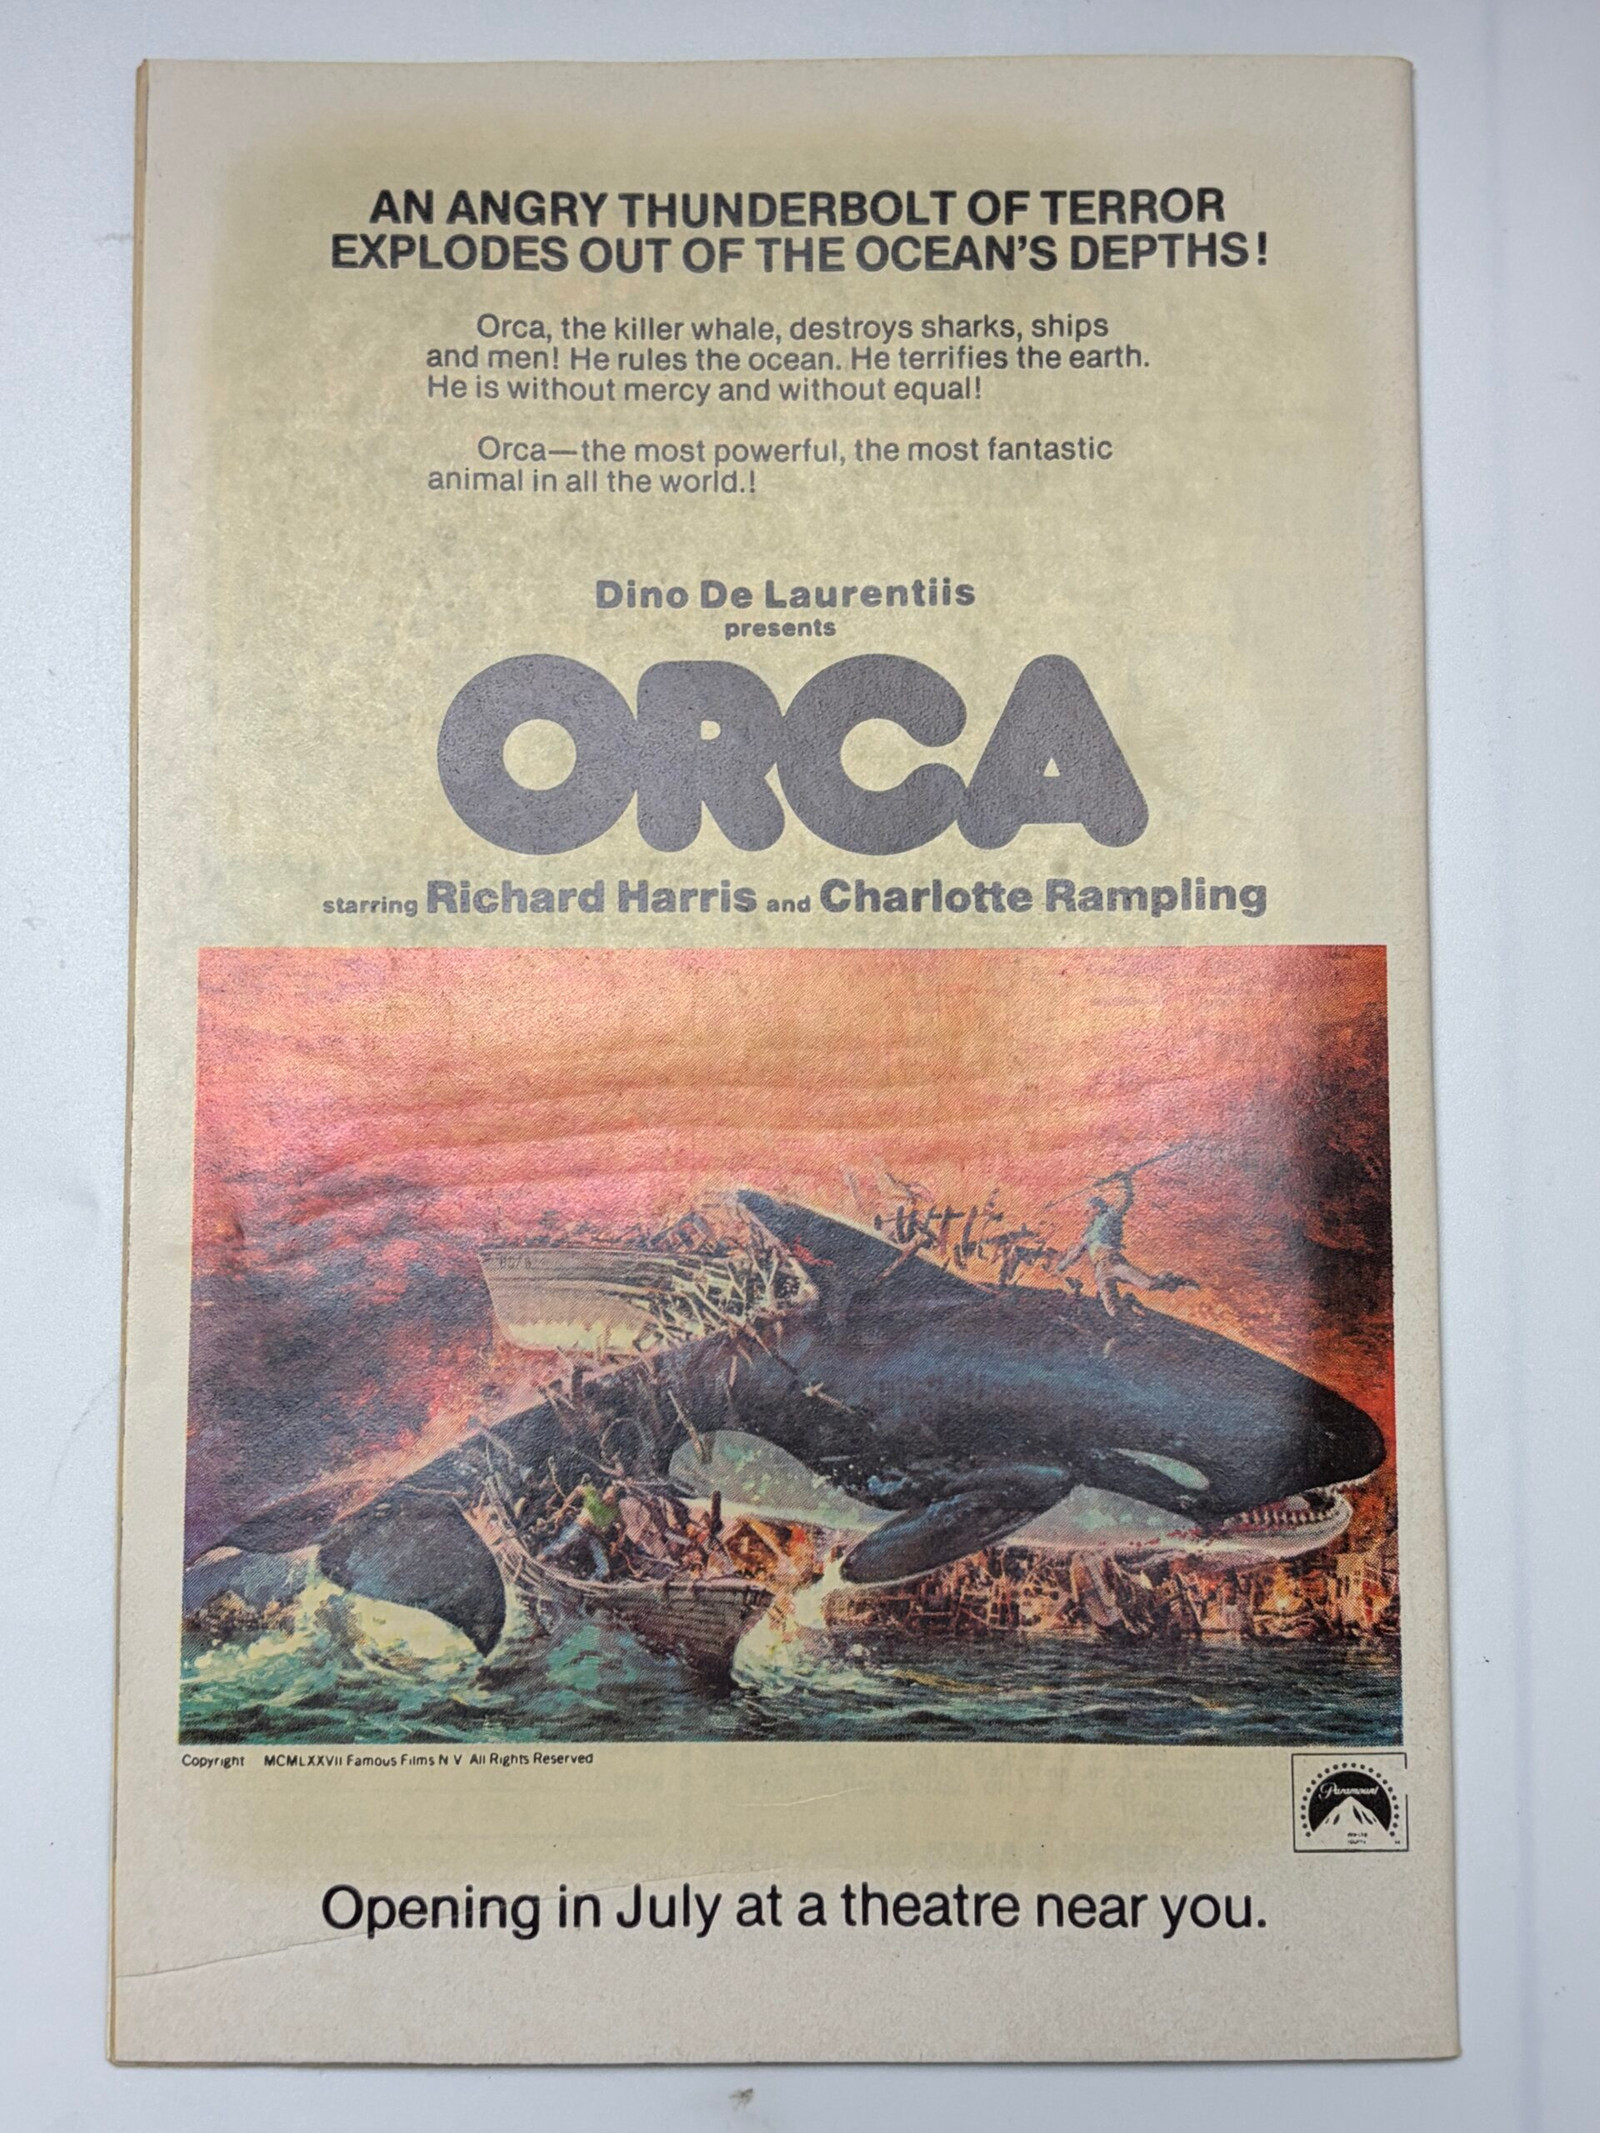 AN ANGRY THUNDERBOLT OF TERROR
EXPLODES OUT OF THE OCEAN'S DEPTHS!
Orca, the killer whale, destroys sharks, ships
and men! He rules the ocean. He terrifies the earth.
He is without mercy and without equal!
Orca—the most powerful, the most fantastic
animal in all the world.!
Dino De Laurentiis
presents
ORCA
starring Richard Harris and Charlotte Rampling
Copyright MCMLXXVII Famous Films N V All Rights Reserved
Paramount
Opening in July at a theatre near you.